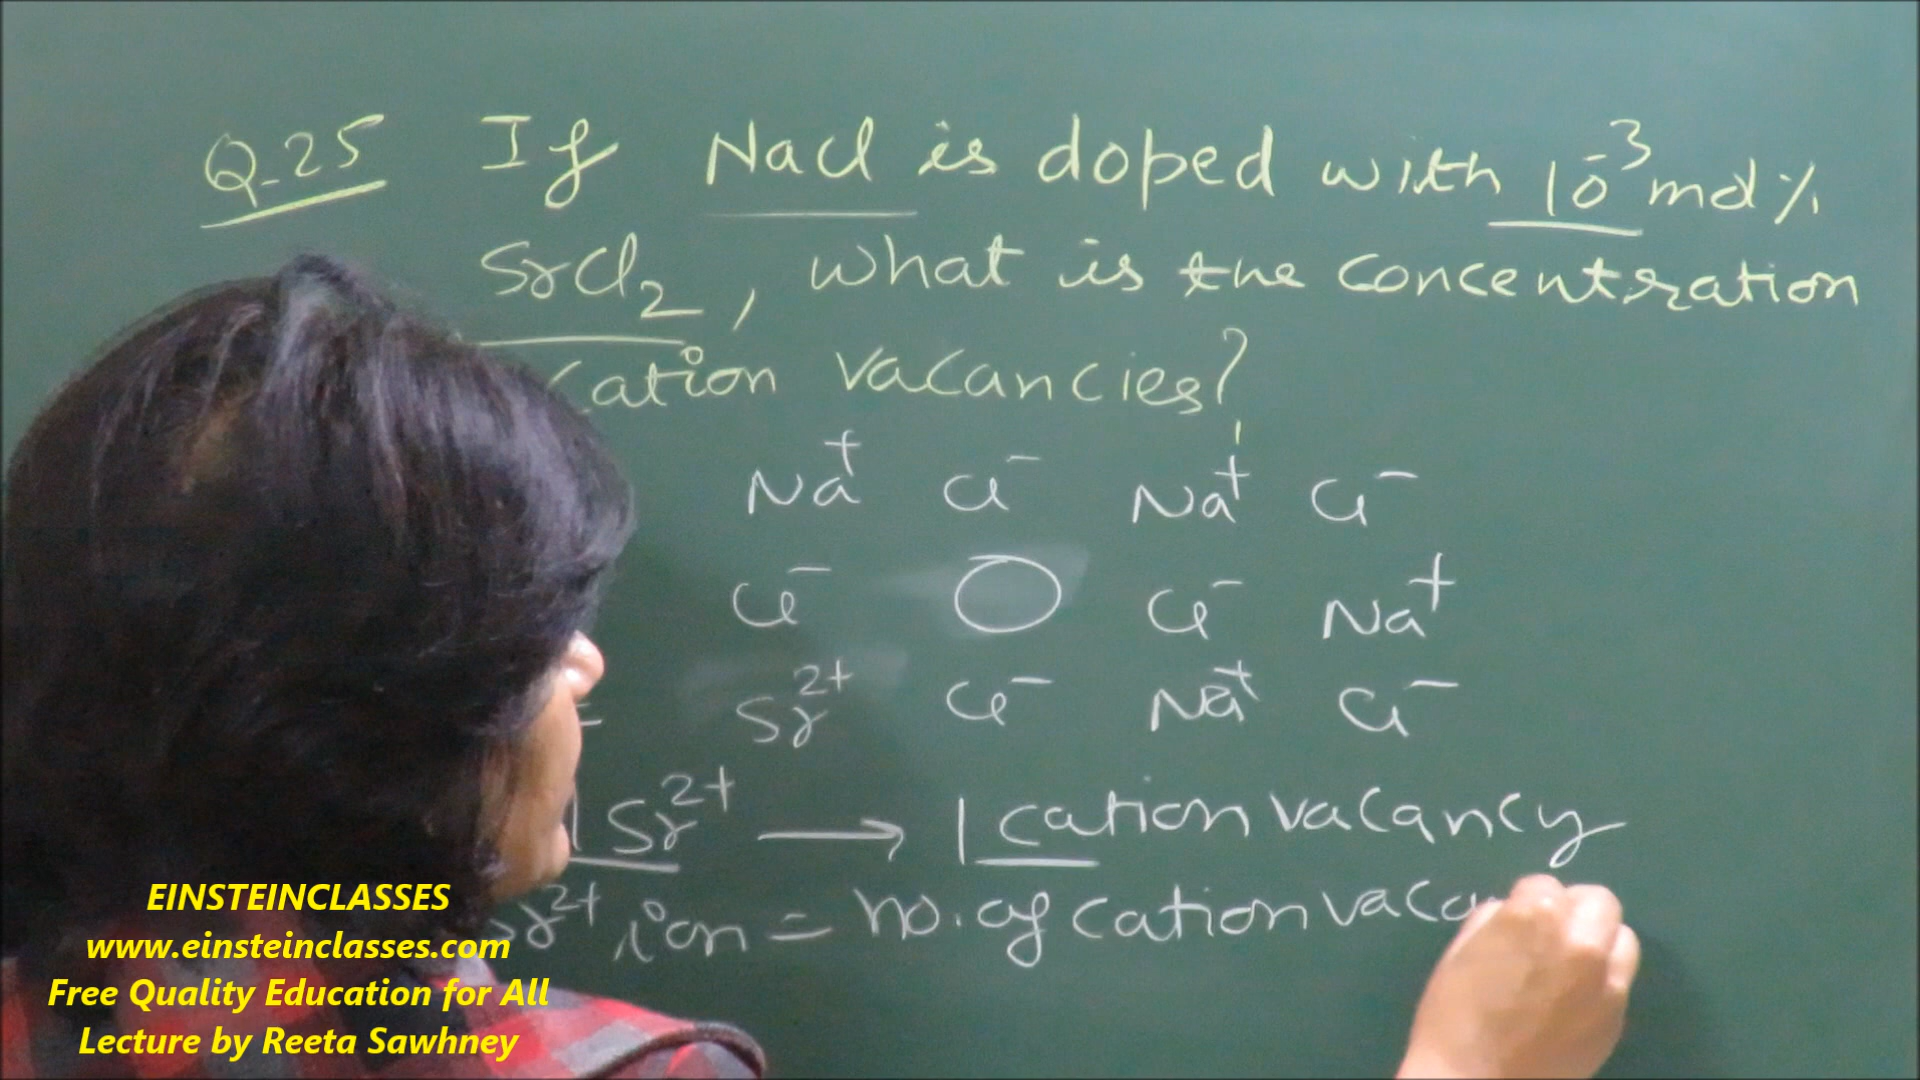 Q.25 If NaCl is doped with 10⁻³ mol %
SrCl₂, what is the concentration
cation vacancies?
Na⁺ Cl⁻ Na⁺ Cl⁻
Cl⁻ Cl⁻ Na⁺
Sr²⁺ Cl⁻ Na⁺ Cl⁻
1 Sr²⁺ → 1 cation vacancy
Sr²⁺ ion = no. of cation
EINSTEINCLASSES
www.einsteinclasses.com
Free Quality Education for All
Lecture by Reeta Sawhney